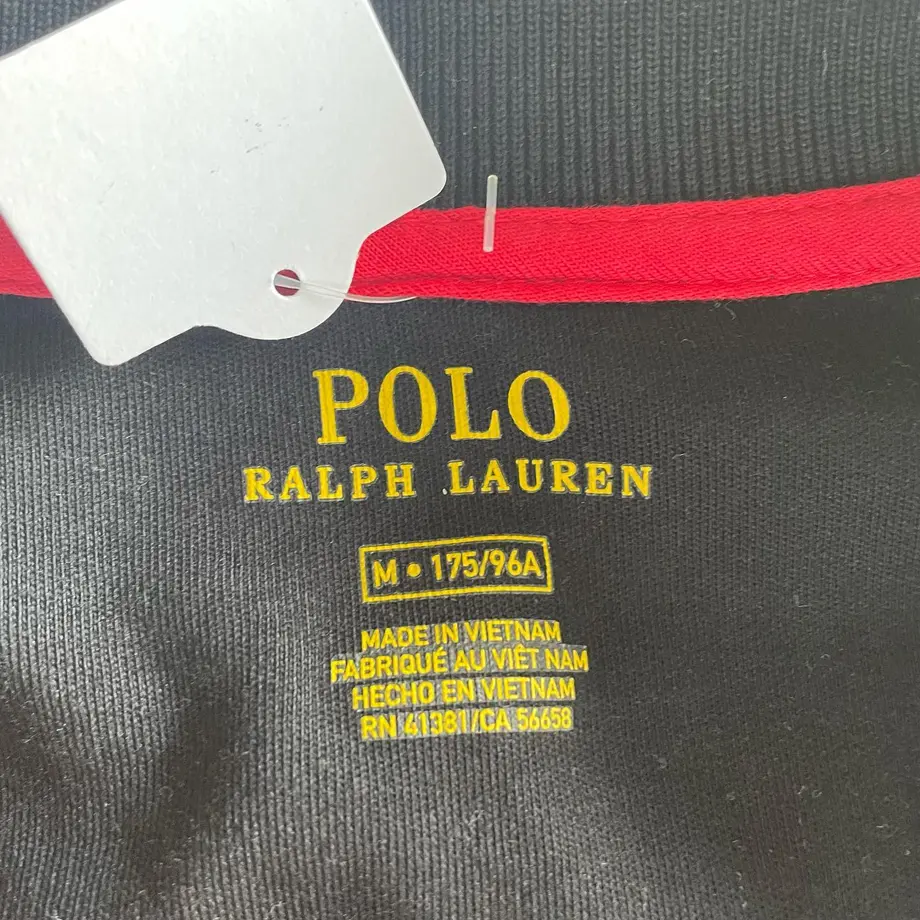 POLO
RALPH LAUREN
M • 175/96A
MADE IN VIETNAM
FABRIQUÉ AU VIÊT NAM
HECHO EN VIETNAM
RN 41381/CA 56658